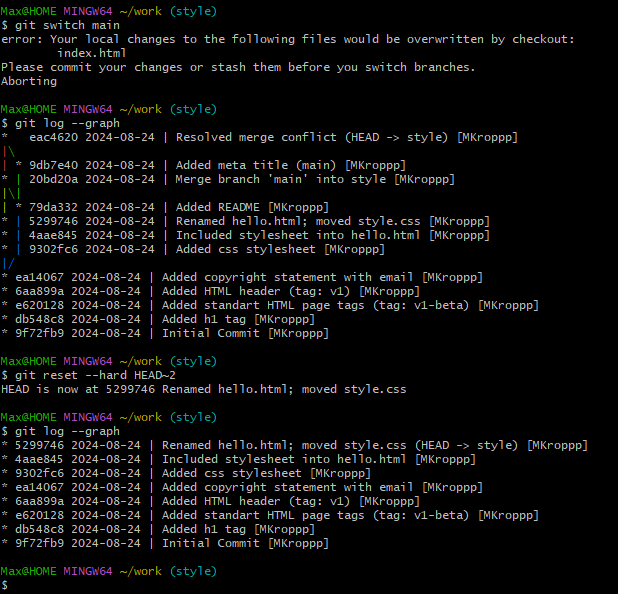 Max@HOME MINGW64 ~/work (style)
$ git switch main
error: Your local changes to the following files would be overwritten by checkout:
        index.html
Please commit your changes or stash them before you switch branches.
Aborting

Max@HOME MINGW64 ~/work (style)
$ git log --graph
*   eac4620 2024-08-24 | Resolved merge conflict (HEAD -> style) [MKroppp]
|\
| * 9db7e40 2024-08-24 | Added meta title (main) [MKroppp]
* | 20bd20a 2024-08-24 | Merge branch 'main' into style [MKroppp]
|\|
| * 79da332 2024-08-24 | Added README [MKroppp]
* | 5299746 2024-08-24 | Renamed hello.html; moved style.css [MKroppp]
* | 4aae845 2024-08-24 | Included stylesheet into hello.html [MKroppp]
* | 9302fc6 2024-08-24 | Added css stylesheet [MKroppp]
|/
* ea14067 2024-08-24 | Added copyright statement with email [MKroppp]
* 6aa899a 2024-08-24 | Added HTML header (tag: v1) [MKroppp]
* e620128 2024-08-24 | Added standart HTML page tags (tag: v1-beta) [MKroppp]
* db548c8 2024-08-24 | Added h1 tag [MKroppp]
* 9f72fb9 2024-08-24 | Initial Commit [MKroppp]

Max@HOME MINGW64 ~/work (style)
$ git reset --hard HEAD~2
HEAD is now at 5299746 Renamed hello.html; moved style.css

Max@HOME MINGW64 ~/work (style)
$ git log --graph
* 5299746 2024-08-24 | Renamed hello.html; moved style.css (HEAD -> style) [MKroppp]
* 4aae845 2024-08-24 | Included stylesheet into hello.html [MKroppp]
* 9302fc6 2024-08-24 | Added css stylesheet [MKroppp]
* ea14067 2024-08-24 | Added copyright statement with email [MKroppp]
* 6aa899a 2024-08-24 | Added HTML header (tag: v1) [MKroppp]
* e620128 2024-08-24 | Added standart HTML page tags (tag: v1-beta) [MKroppp]
* db548c8 2024-08-24 | Added h1 tag [MKroppp]
* 9f72fb9 2024-08-24 | Initial Commit [MKroppp]

Max@HOME MINGW64 ~/work (style)
$